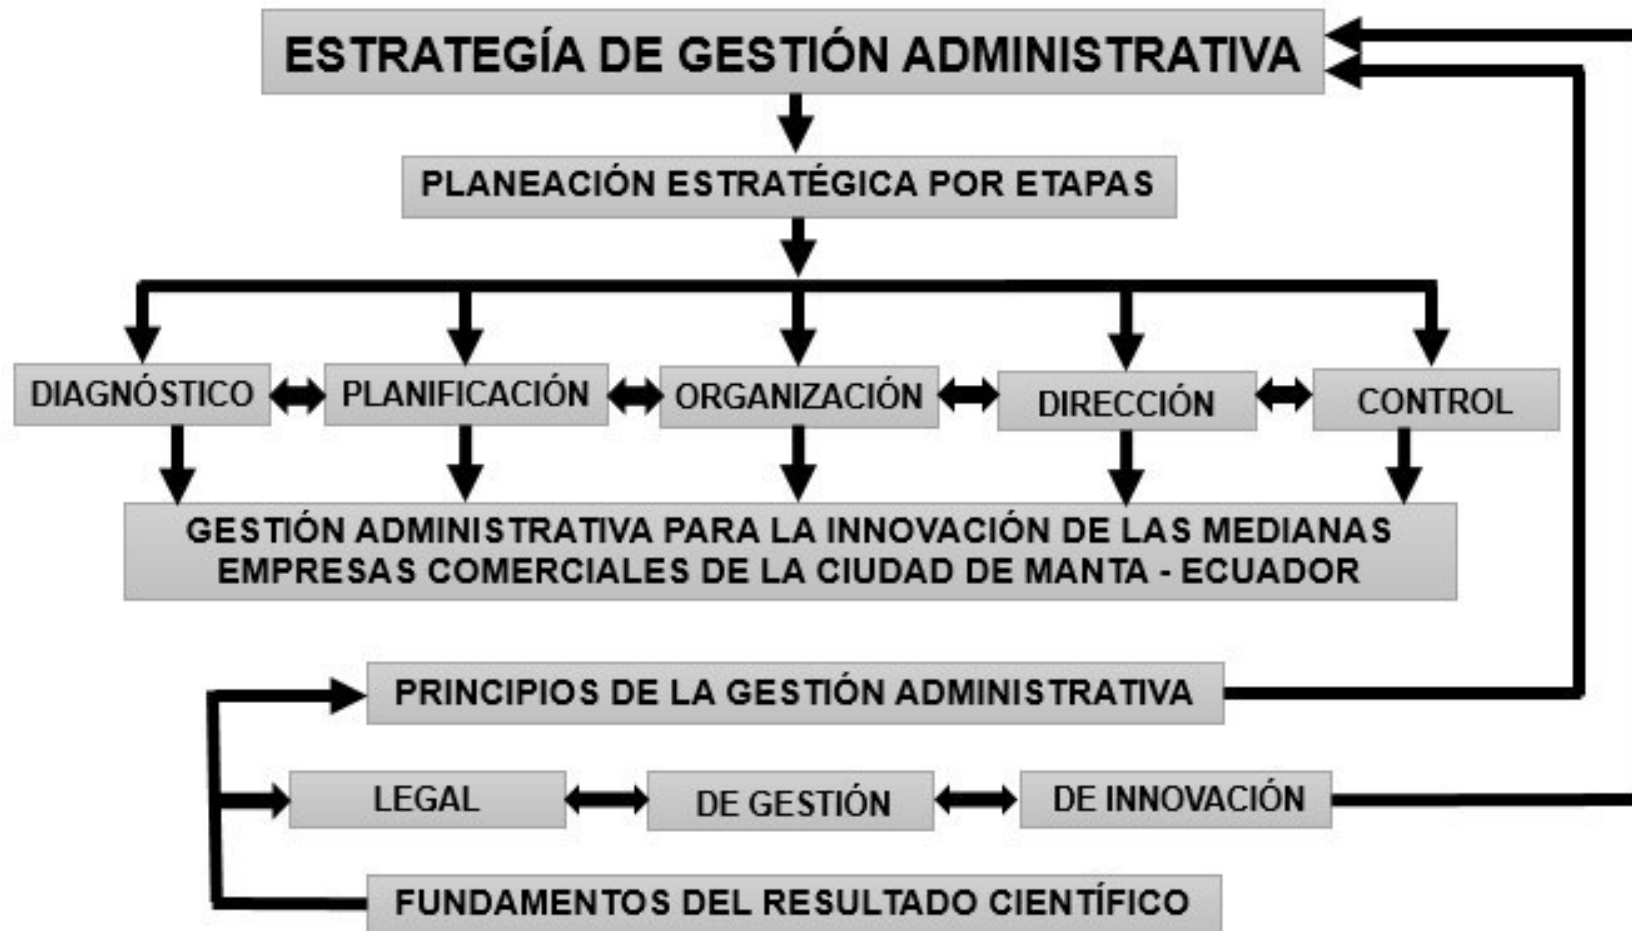 ESTRATEGÍA DE GESTIÓN ADMINISTRATIVA
PLANEACIÓN ESTRATÉGICA POR ETAPAS
DIAGNÓSTICO
PLANIFICACIÓN
ORGANIZACIÓN
DIRECCIÓN
CONTROL
GESTIÓN ADMINISTRATIVA PARA LA INNOVACIÓN DE LAS MEDIANAS
EMPRESAS COMERCIALES DE LA CIUDAD DE MANTA - ECUADOR
PRINCIPIOS DE LA GESTIÓN ADMINISTRATIVA
LEGAL
DE GESTIÓN
DE INNOVACIÓN
FUNDAMENTOS DEL RESULTADO CIENTÍFICO